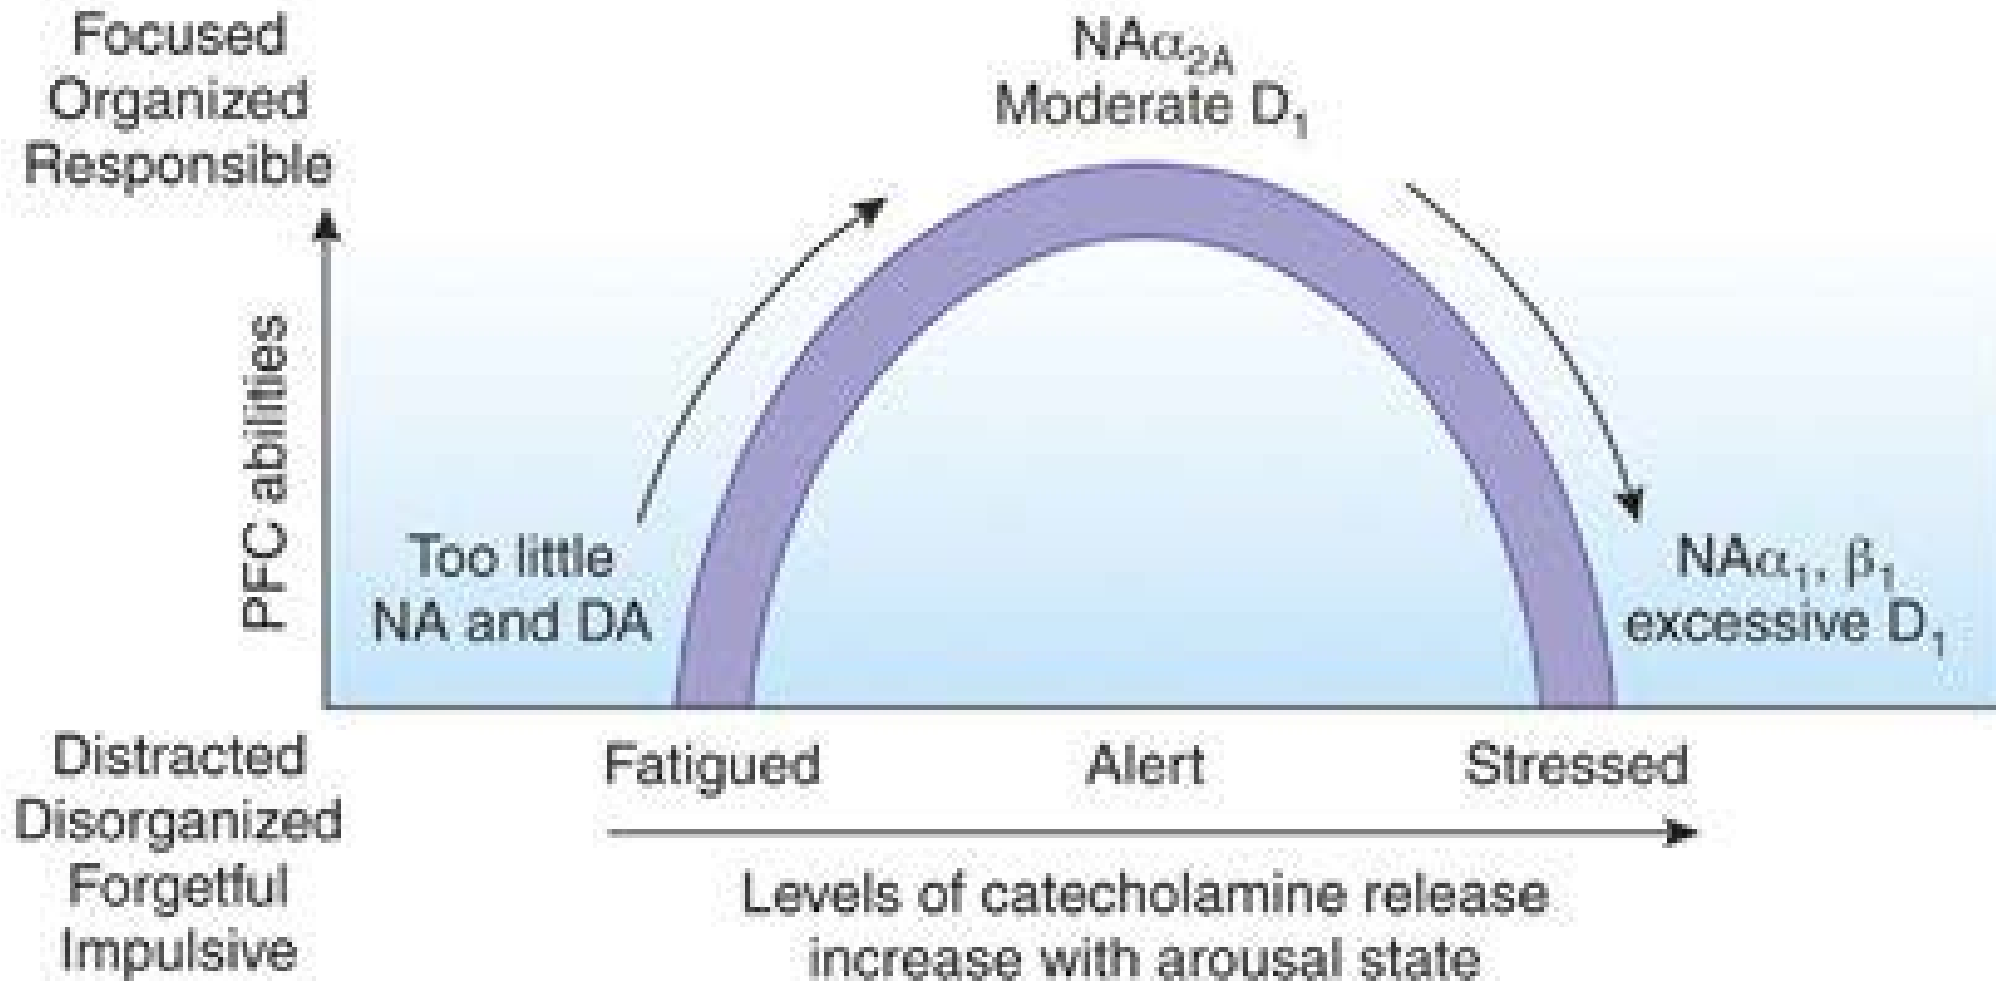 Focused
Organized
Responsible
NAα₂A
Moderate D₁
PFC abilities
Too little
NA and DA
NAα₁, β₁
excessive D₁
Distracted
Disorganized
Forgetful
Impulsive
Fatigued
Alert
Stressed
Levels of catecholamine release
increase with arousal state